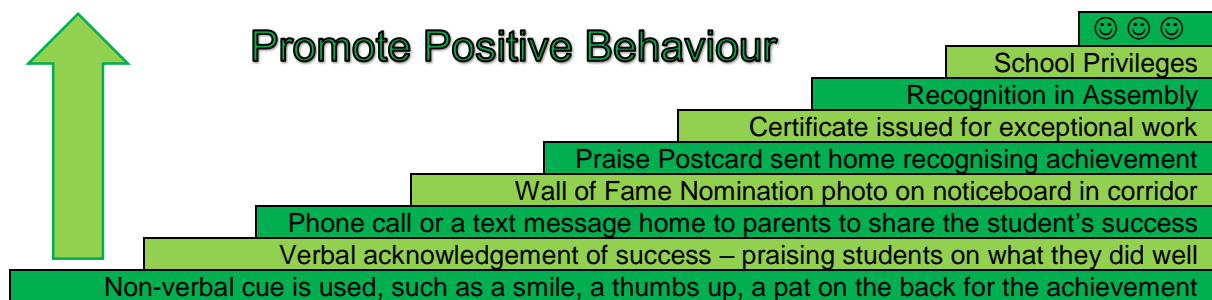 Promote Positive Behaviour
☺ ☺ ☺
School Privileges
Recognition in Assembly
Certificate issued for exceptional work
Praise Postcard sent home recognising achievement
Wall of Fame Nomination photo on noticeboard in corridor
Phone call or a text message home to parents to share the student’s success
Verbal acknowledgement of success – praising students on what they did well
Non-verbal cue is used, such as a smile, a thumbs up, a pat on the back for the achievement